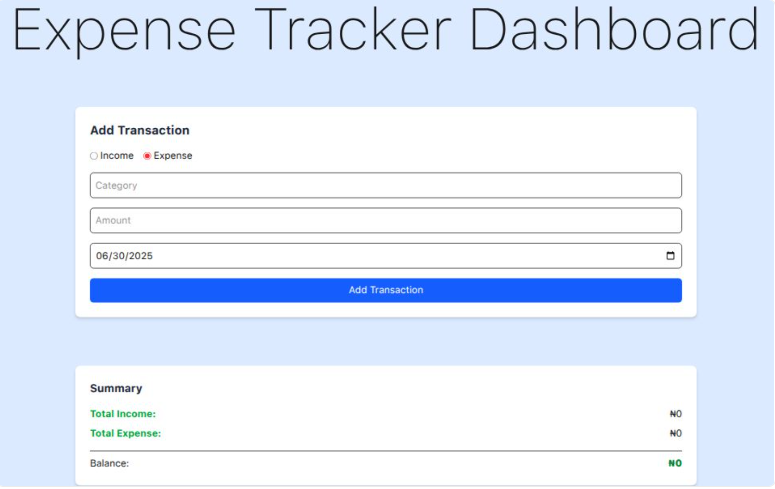 Expense Tracker Dashboard
Add Transaction
Income Expense
Category
Amount
06/30/2025
Add Transaction
Summary
Total Income: ₦0
Total Expense: ₦0
Balance: ₦0